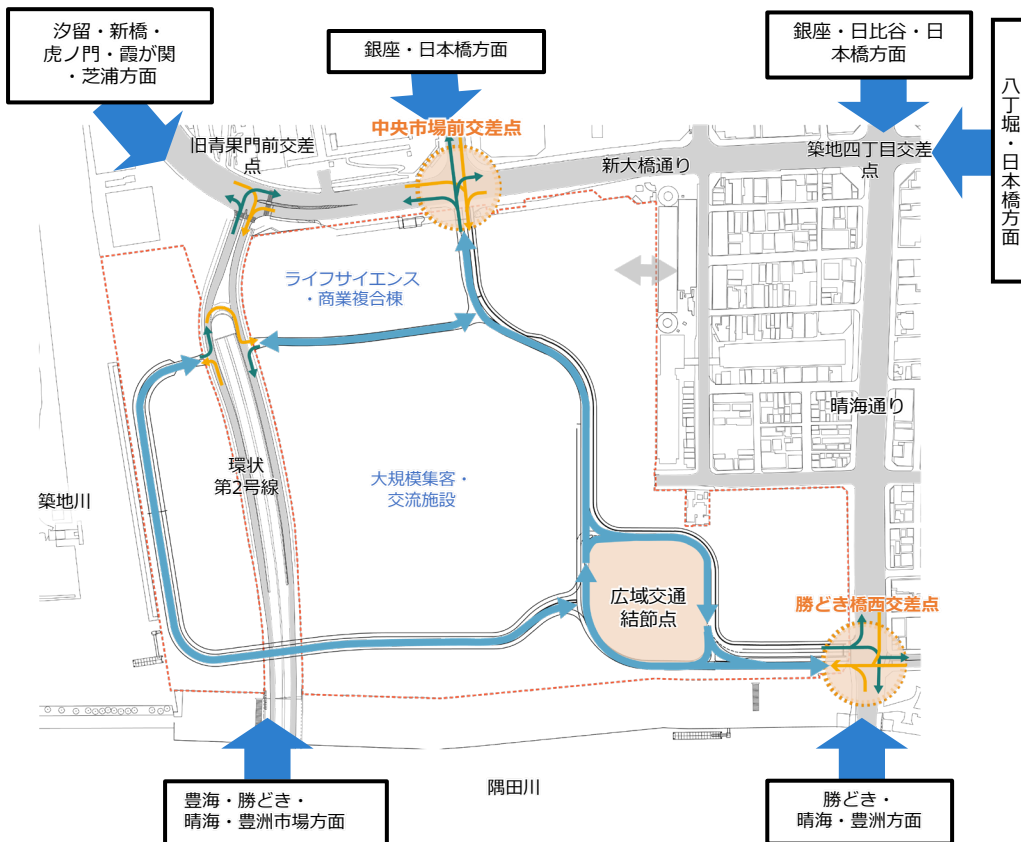 汐留・新橋・
虎ノ門・霞が関
・芝浦方面
銀座・日本橋方面
銀座・日比谷・日
本橋方面
八丁堀・日本橋方面
中央市場前交差点
旧青果門前交差
点
新大橋通り
築地四丁目交差
点
ライフサイエンス
・商業複合棟
晴海通り
環状
第2号線
大規模集客・
交流施設
築地川
広域交通
結節点
勝どき橋西交差点
隅田川
豊海・勝どき・
晴海・豊洲市場方面
勝どき・
晴海・豊洲方面